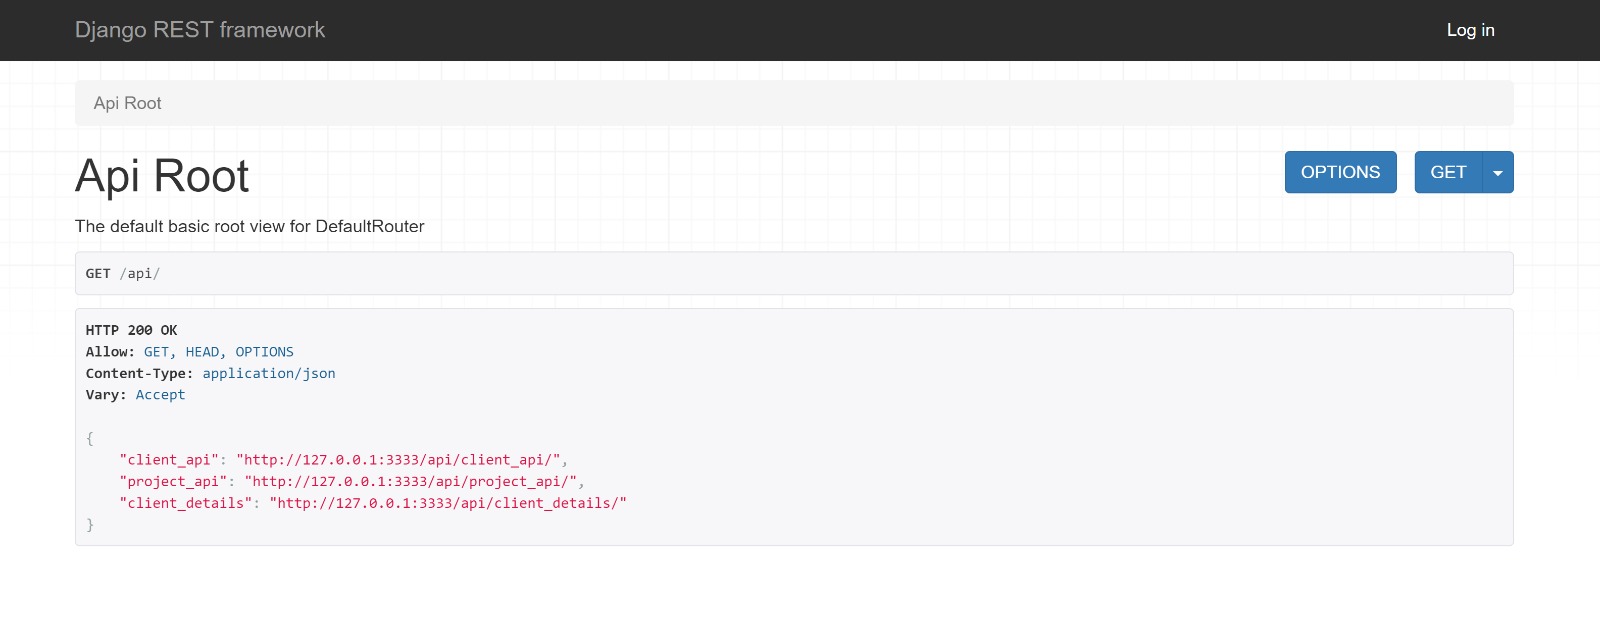 Django REST framework
Log in
Api Root
Api Root
OPTIONS
GET
The default basic root view for DefaultRouter
GET /api/
HTTP 200 OK
Allow: GET, HEAD, OPTIONS
Content-Type: application/json
Vary: Accept
{
    "client_api": "http://127.0.0.1:3333/api/client_api/",
    "project_api": "http://127.0.0.1:3333/api/project_api/",
    "client_details": "http://127.0.0.1:3333/api/client_details/"
}